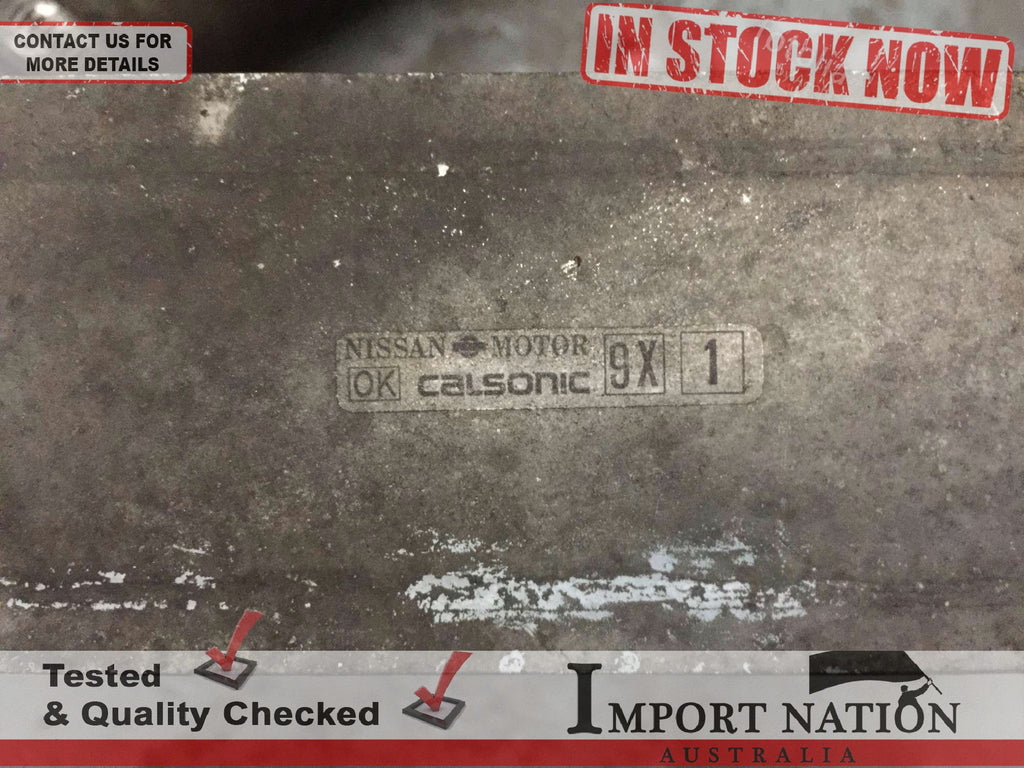 CONTACT US FOR
MORE DETAILS
IN STOCK NOW
NISSAN MOTOR
OK CALSONIC 9X 1
Tested
& Quality Checked
IMPORT NATION
AUSTRALIA